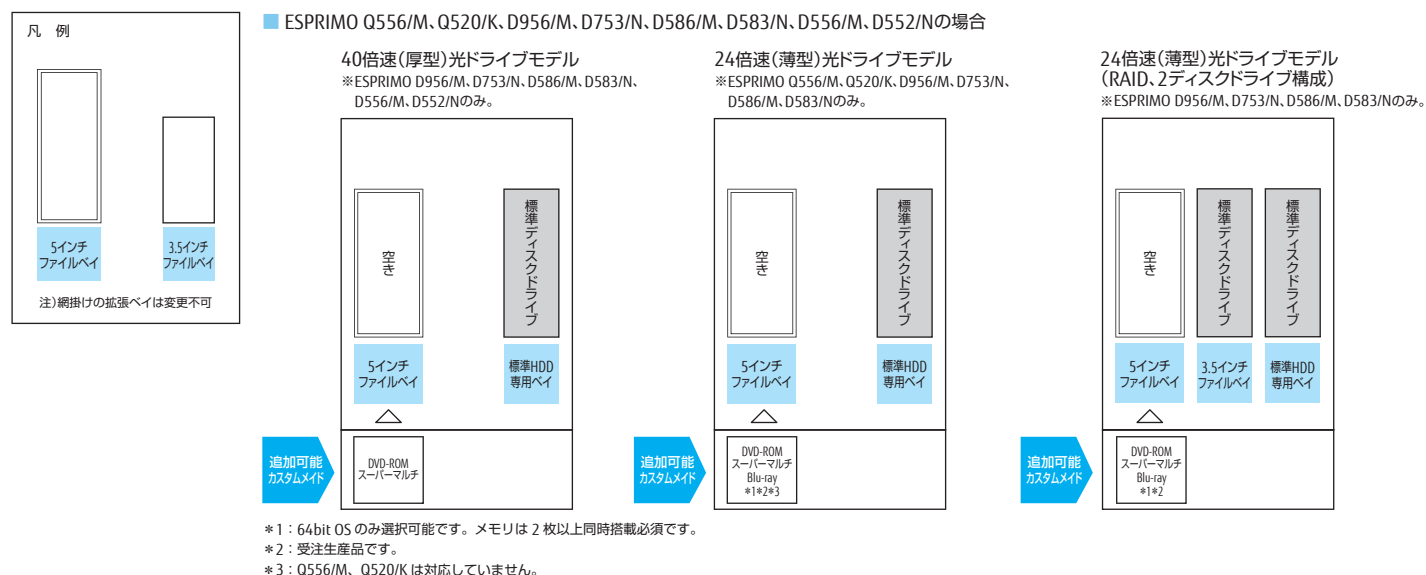 凡 例
5インチ
ファイルベイ
3.5インチ
ファイルベイ
注）網掛けの拡張ベイは変更不可
■ ESPRIMO Q556/M、Q520/K、D956/M、D753/N、D586/M、D583/N、D556/M、D552/Nの場合
40倍速（厚型）光ドライブモデル
※ESPRIMO D956/M、D753/N、D586/M、D583/N、
D556/M、D552/Nのみ。
空き
標準ディスクドライブ
5インチ
ファイルベイ
標準HDD
専用ベイ
追加可能
カスタムメイド
DVD-ROM
スーパーマルチ
24倍速（薄型）光ドライブモデル
※ESPRIMO Q556/M、Q520/K、D956/M、D753/N、
D586/M、D583/Nのみ。
空き
標準ディスクドライブ
5インチ
ファイルベイ
標準HDD
専用ベイ
追加可能
カスタムメイド
DVD-ROM
スーパーマルチ
Blu-ray
*1*2*3
24倍速（薄型）光ドライブモデル
（RAID、2ディスクドライブ構成）
※ESPRIMO D956/M、D753/N、D586/M、D583/Nのみ。
空き
標準ディスクドライブ
標準ディスクドライブ
5インチ
ファイルベイ
3.5インチ
ファイルベイ
標準HDD
専用ベイ
追加可能
カスタムメイド
DVD-ROM
スーパーマルチ
Blu-ray
*1*2
*1：64bit OS のみ選択可能です。メモリは 2 枚以上同時搭載必須です。
*2：受注生産品です。
*3：Q556/M、Q520/K は対応していません。